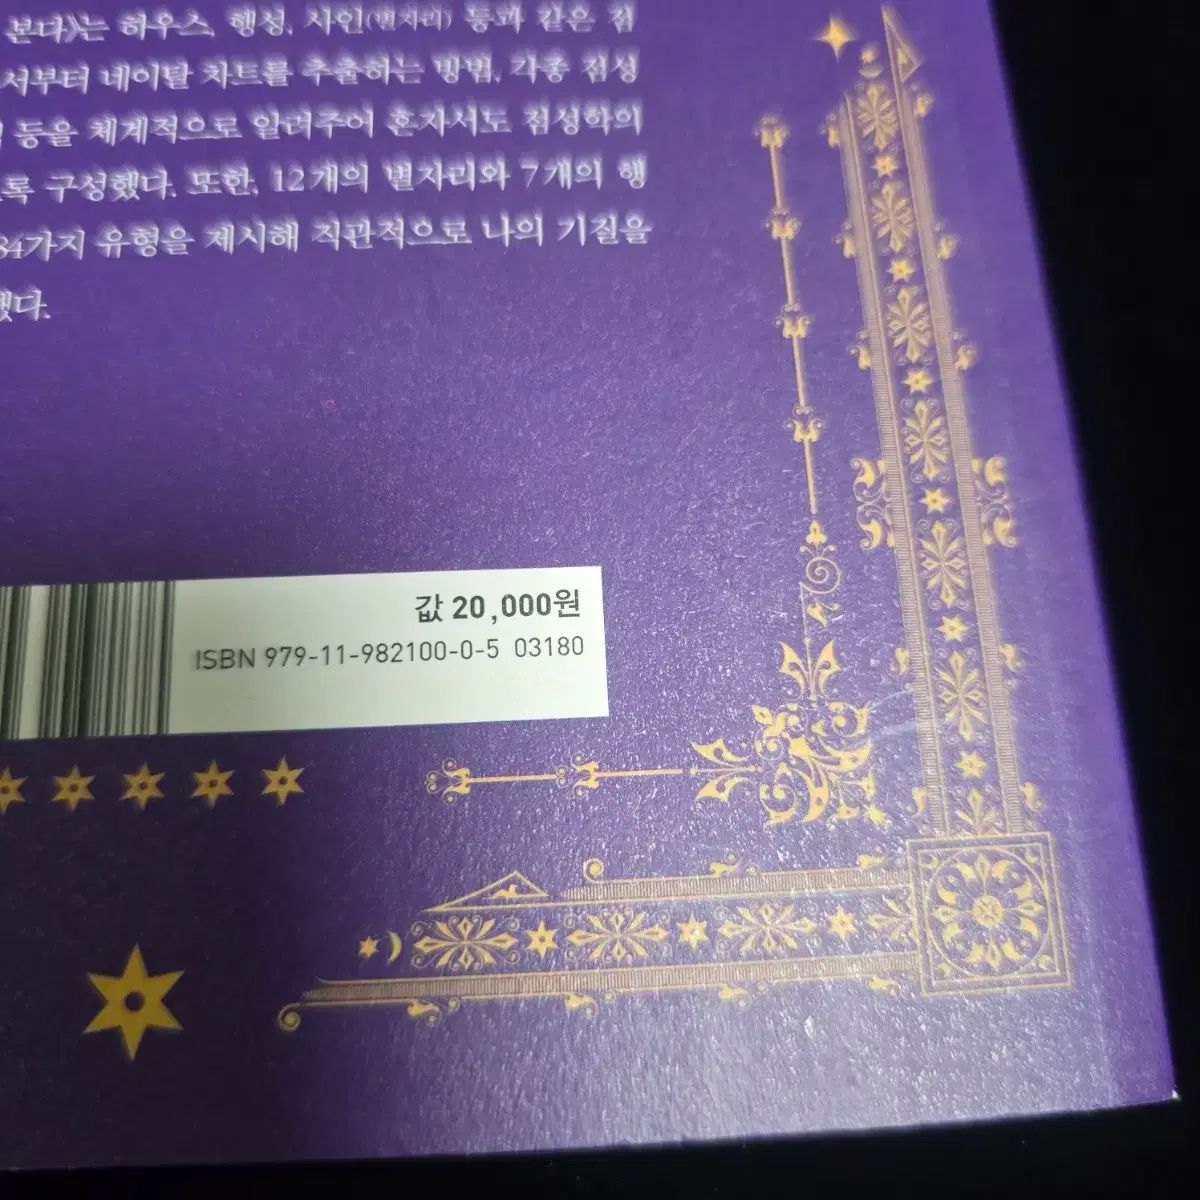 본다》는 하우스, 행성, 시인(별자리) 등과 같은 점
서부터 네이탈 차트를 추출하는 방법, 각종 점성
등을 체계적으로 알려주어 혼자서도 점성학의
록 구성했다. 또한, 12개의 별자리와 7개의 행
84가지 유형을 제시해 직관적으로 나의 기질을
했다.
값 20,000원
ISBN 979-11-982100-0-5 03180